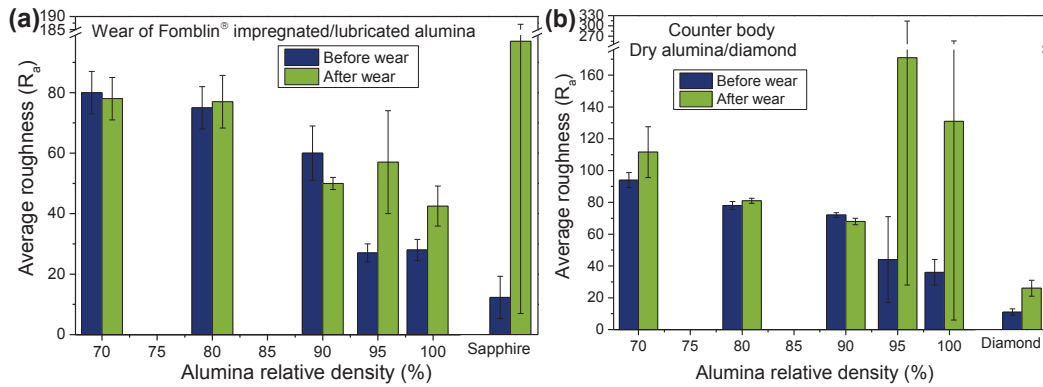 (a)
Wear of Fomblin® impregnated/lubricated alumina
Before wear
After wear
190
185
80
60
40
20
0
Average roughness (Ra)
70 75 80 85 90 95 100 Sapphire
Alumina relative density (%)
(b)
Counter body
Dry alumina/diamond
Before wear
After wear
330
300
270
160
140
120
100
80
60
40
20
0
Average roughness (Ra)
70 75 80 85 90 95 100 Diamond
Alumina relative density (%)